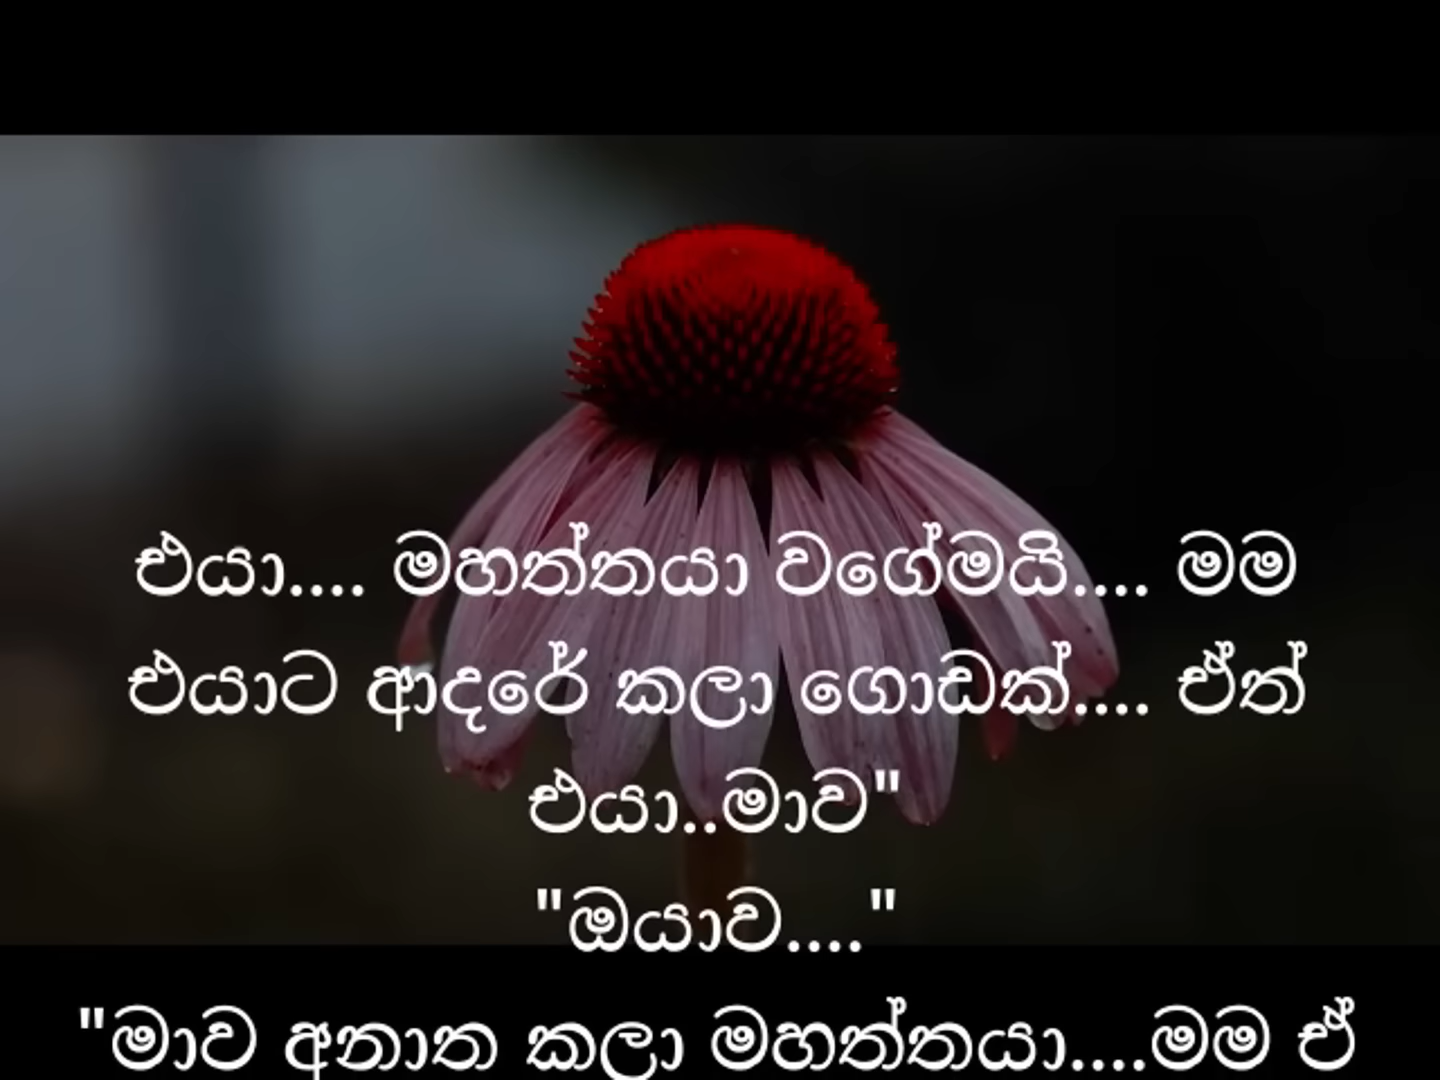 එයා.... මහත්තයා වගේමයි.... මම
එයාට ආදරේ කලා ගොඩක්.... ඒත්
එයා..මාව"
"ඔයාව...."
"මාව අනාත කලා මහත්තයා....මම ඒ